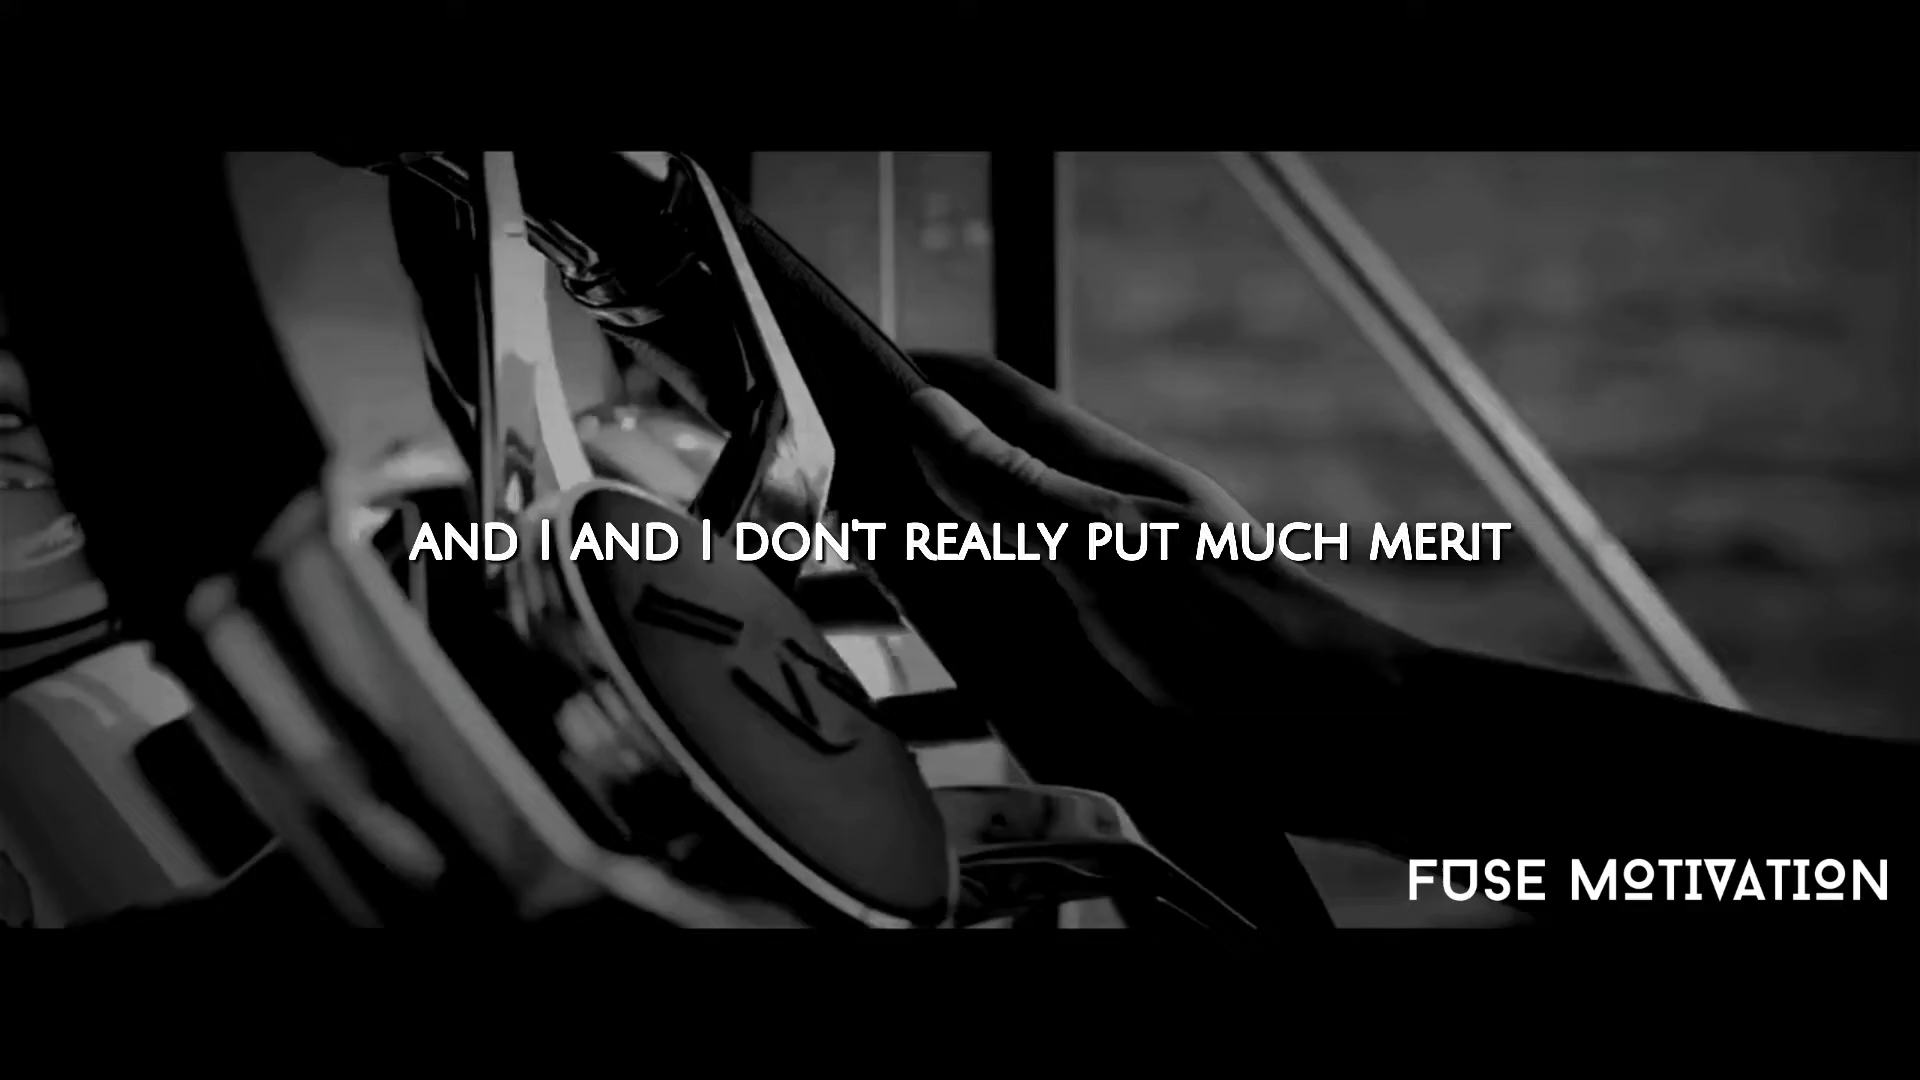 AND I AND I DON'T REALLY PUT MUCH MERIT
FUSE MOTIVATION